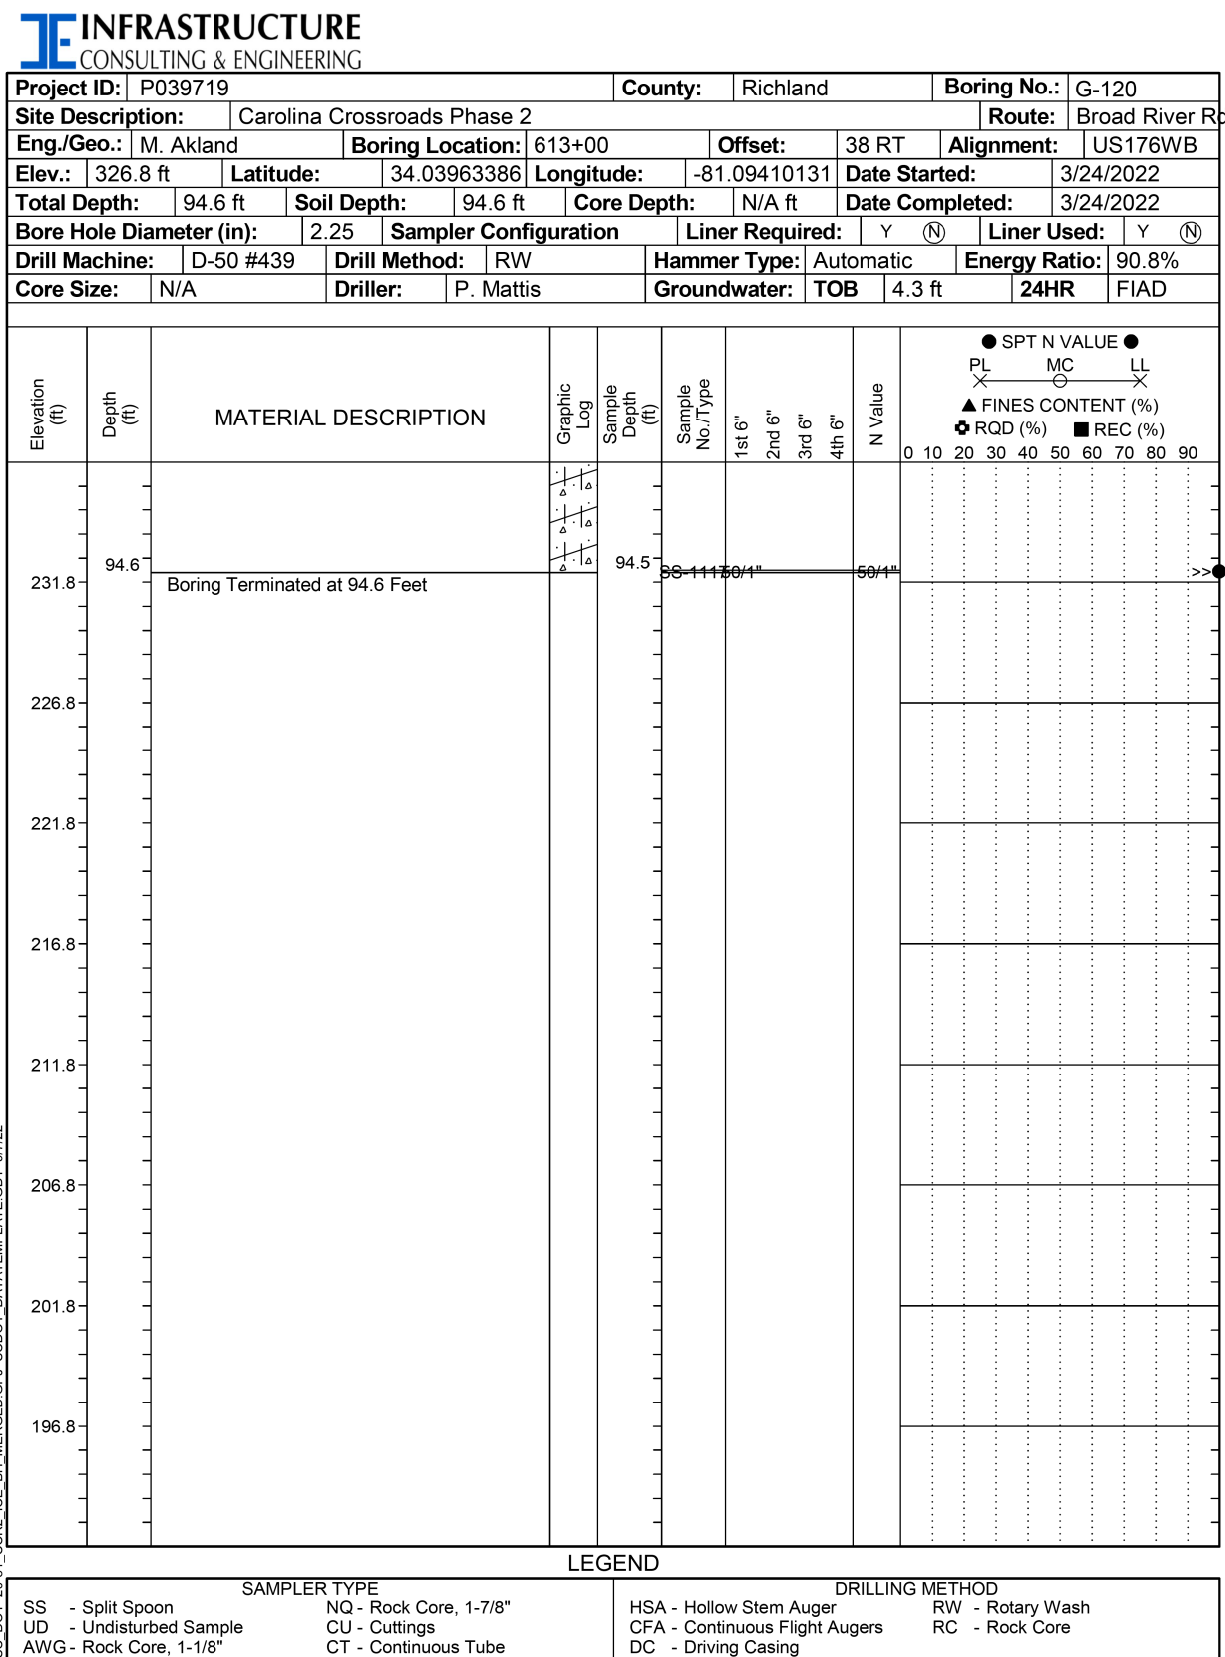 INFRASTRUCTURE
CONSULTING & ENGINEERING
Project ID: P039719 County: Richland Boring No.: G-120
Site Description: Carolina Crossroads Phase 2 Route: Broad River Rd
Eng./Geo.: M. Akland Boring Location: 613+00 Offset: 38 RT Alignment: US176WB
Elev.: 326.8 ft Latitude: 34.03963386 Longitude: -81.09410131 Date Started: 3/24/2022
Total Depth: 94.6 ft Soil Depth: 94.6 ft Core Depth: N/A ft Date Completed: 3/24/2022
Bore Hole Diameter (in): 2.25 Sampler Configuration Liner Required: Y N Liner Used: Y N
Drill Machine: D-50 #439 Drill Method: RW Hammer Type: Automatic Energy Ratio: 90.8%
Core Size: N/A Driller: P. Mattis Groundwater: TOB 4.3 ft 24HR FIAD
Elevation (ft) Depth (ft) MATERIAL DESCRIPTION Graphic Log Sample Depth (ft) Sample No./Type 1st 6" 2nd 6" 3rd 6" 4th 6" N Value
● SPT N VALUE ●
PL MC LL
▲ FINES CONTENT (%)
RQD (%) ■ REC (%)
0 10 20 30 40 50 60 70 80 90
94.6 94.5 50/1" 50/1" >>
231.8 Boring Terminated at 94.6 Feet
226.8
221.8
216.8
211.8
206.8
201.8
196.8
LEGEND
SAMPLER TYPE DRILLING METHOD
SS - Split Spoon NQ - Rock Core, 1-7/8" HSA - Hollow Stem Auger RW - Rotary Wash
UD - Undisturbed Sample CU - Cuttings CFA - Continuous Flight Augers RC - Rock Core
AWG - Rock Core, 1-1/8" CT - Continuous Tube DC - Driving Casing